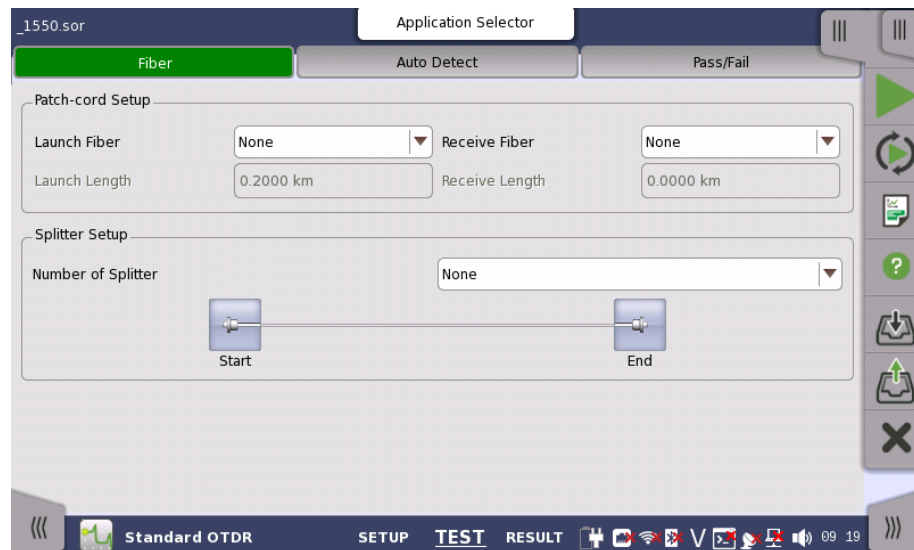 _1550.sor Application Selector
Fiber Auto Detect Pass/Fail
Patch-cord Setup
Launch Fiber None Receive Fiber None
Launch Length 0.2000 km Receive Length 0.0000 km
Splitter Setup
Number of Splitter None
Start End
Standard OTDR SETUP TEST RESULT V 09 19